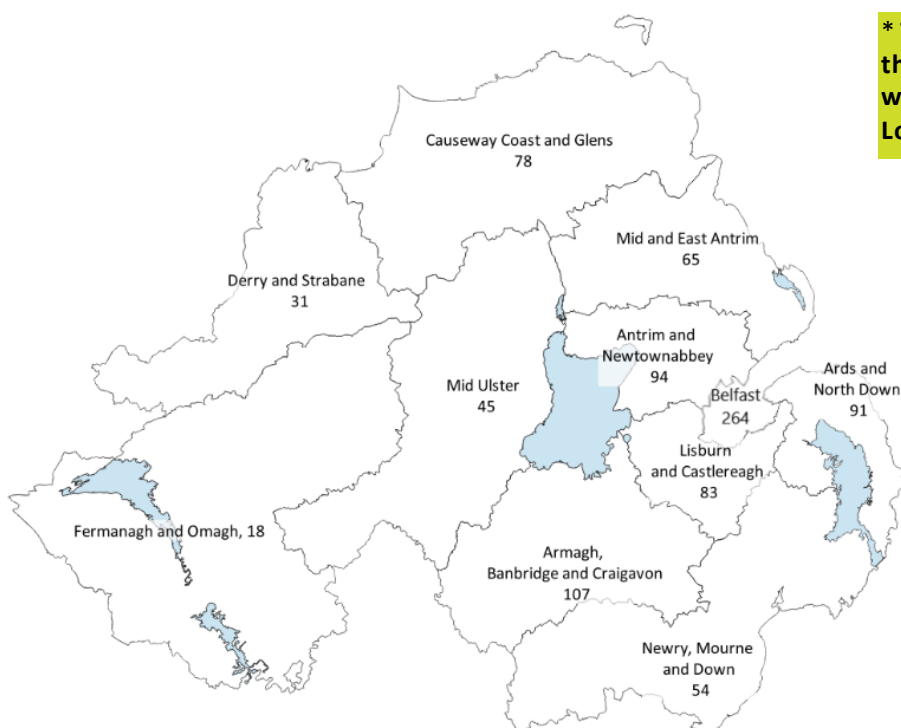 *
th
w
Lo
Causeway Coast and Glens
78
Mid and East Antrim
65
Derry and Strabane
31
Antrim and
Newtownabbey
94
Ards and
North Down
91
Mid Ulster
45
Belfast
264
Lisburn
and Castlereagh
83
Fermanagh and Omagh, 18
Armagh,
Banbridge and Craigavon
107
Newry, Mourne
and Down
54